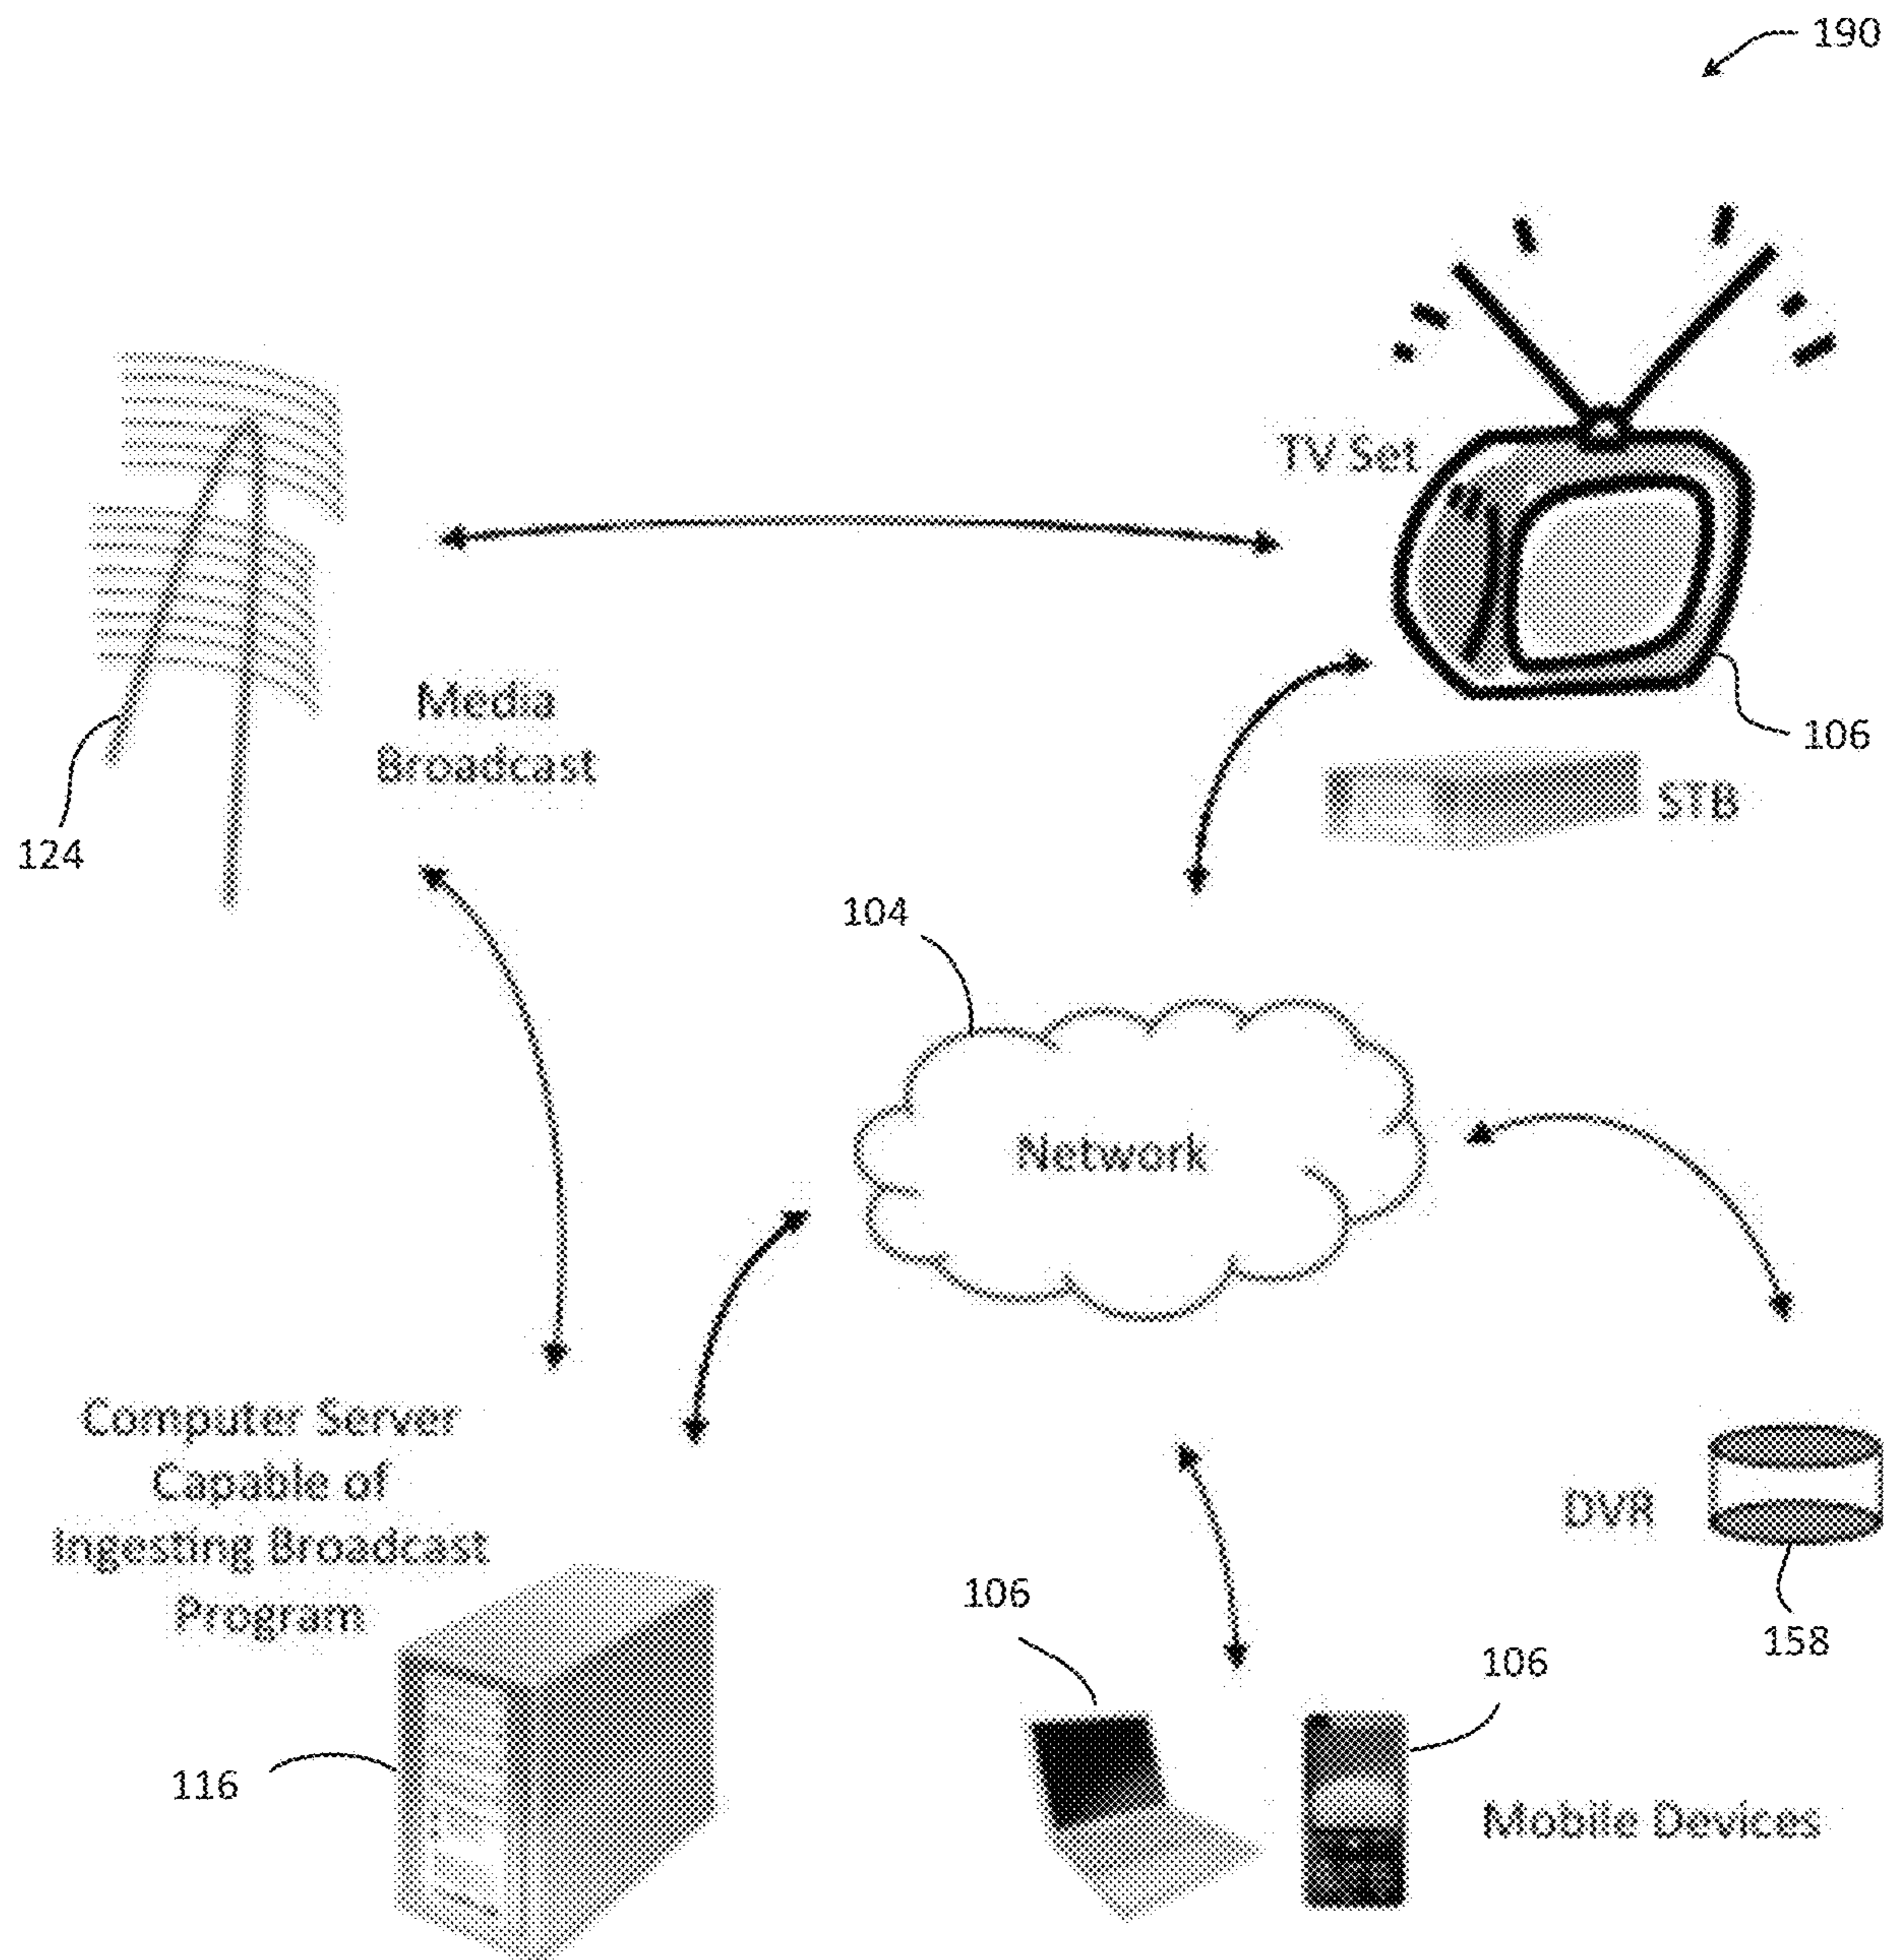 190
TV Set
Media
Broadcast
106
STB
124
104
Network
Computer Server
Capable of
Ingesting Broadcast
Program
DVR
106
158
106
116
Mobile Devices